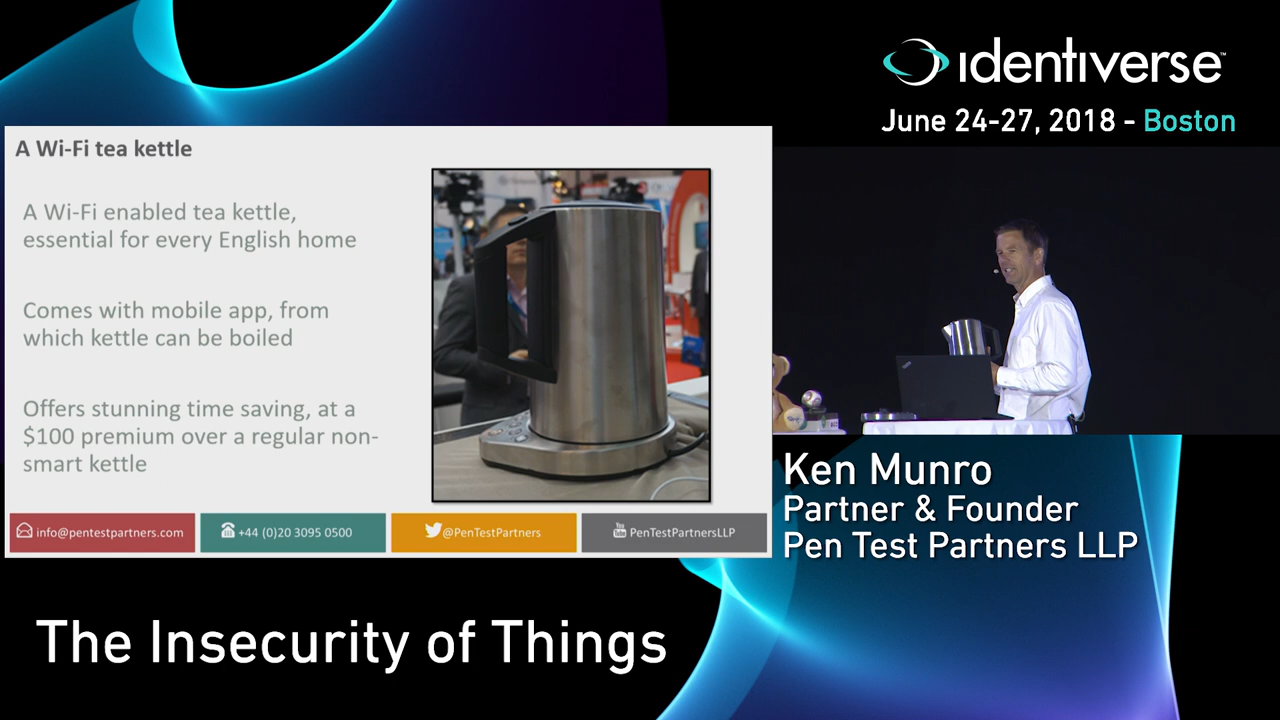 identiverse™
June 24-27, 2018 - Boston
A Wi-Fi tea kettle
A Wi-Fi enabled tea kettle,
essential for every English home
Comes with mobile app, from
which kettle can be boiled
Offers stunning time saving, at a
$100 premium over a regular non-
smart kettle
info@pentestpartners.com
+44 (0)20 3095 0500
@PenTestPartners
You Tube PenTestPartnersLLP
Ken Munro
Partner & Founder
Pen Test Partners LLP
The Insecurity of Things